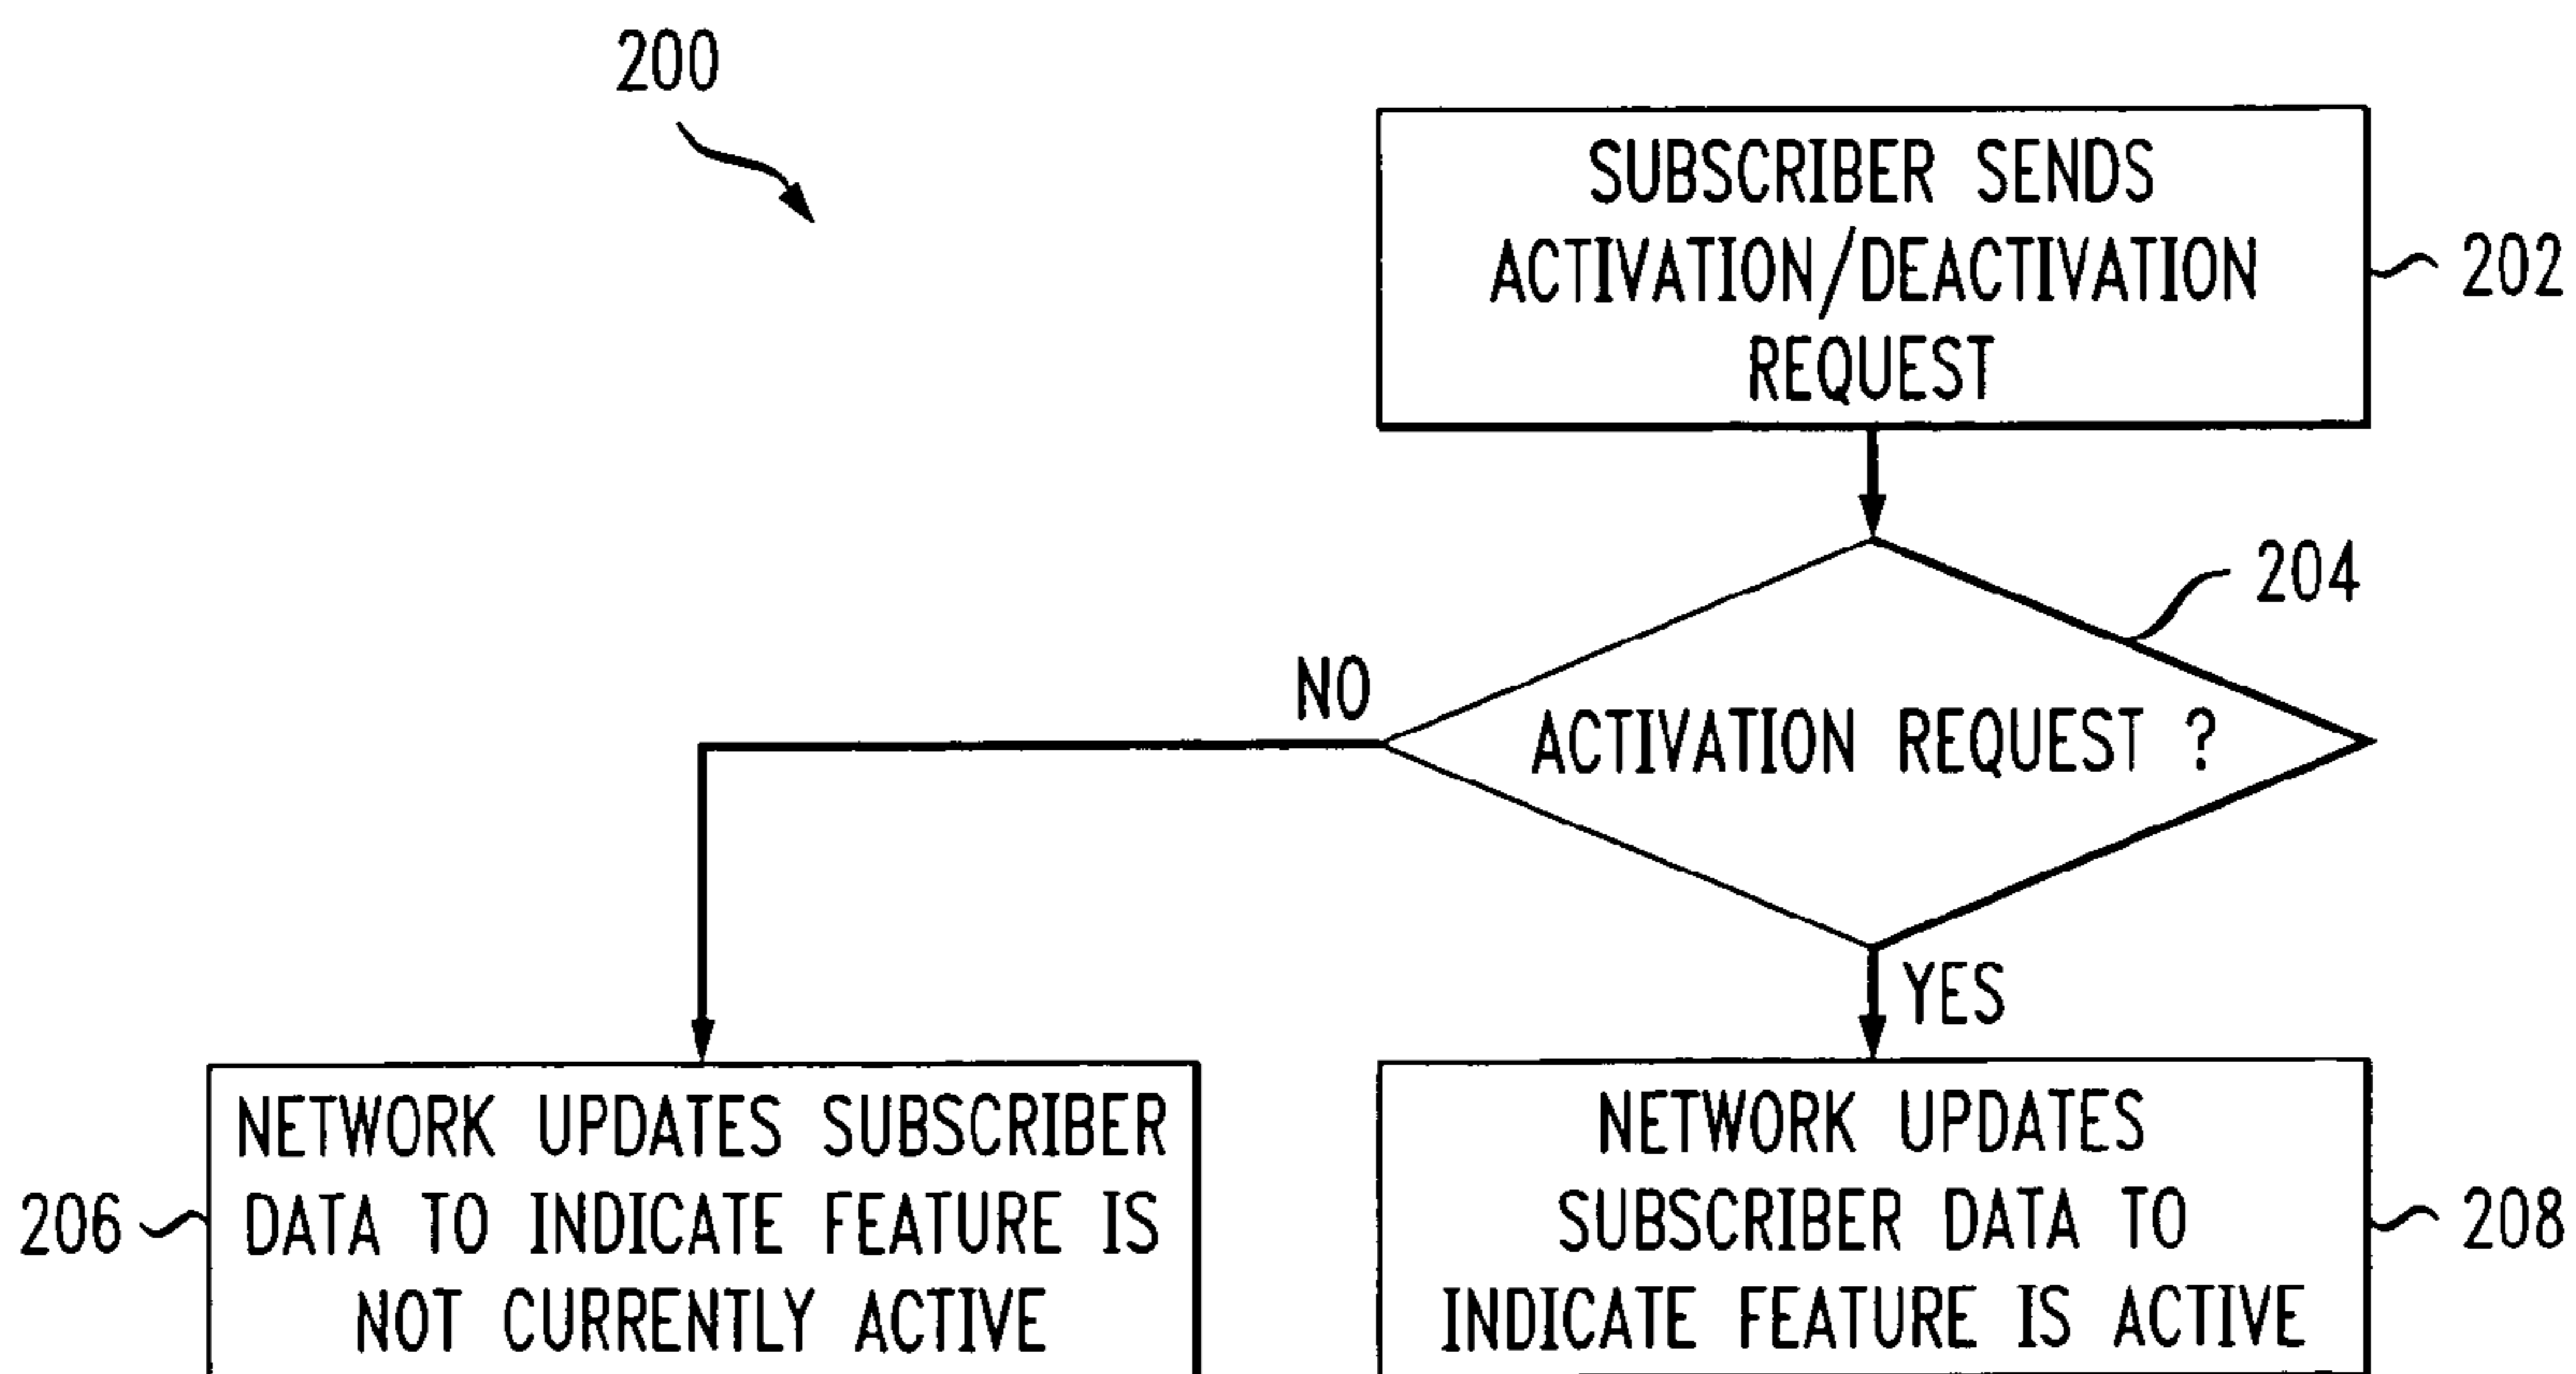 200
SUBSCRIBER SENDS
ACTIVATION/DEACTIVATION
REQUEST
202
204
NO
ACTIVATION REQUEST ?
YES
NETWORK UPDATES SUBSCRIBER
DATA TO INDICATE FEATURE IS
NOT CURRENTLY ACTIVE
206
NETWORK UPDATES
SUBSCRIBER DATA TO
INDICATE FEATURE IS ACTIVE
208